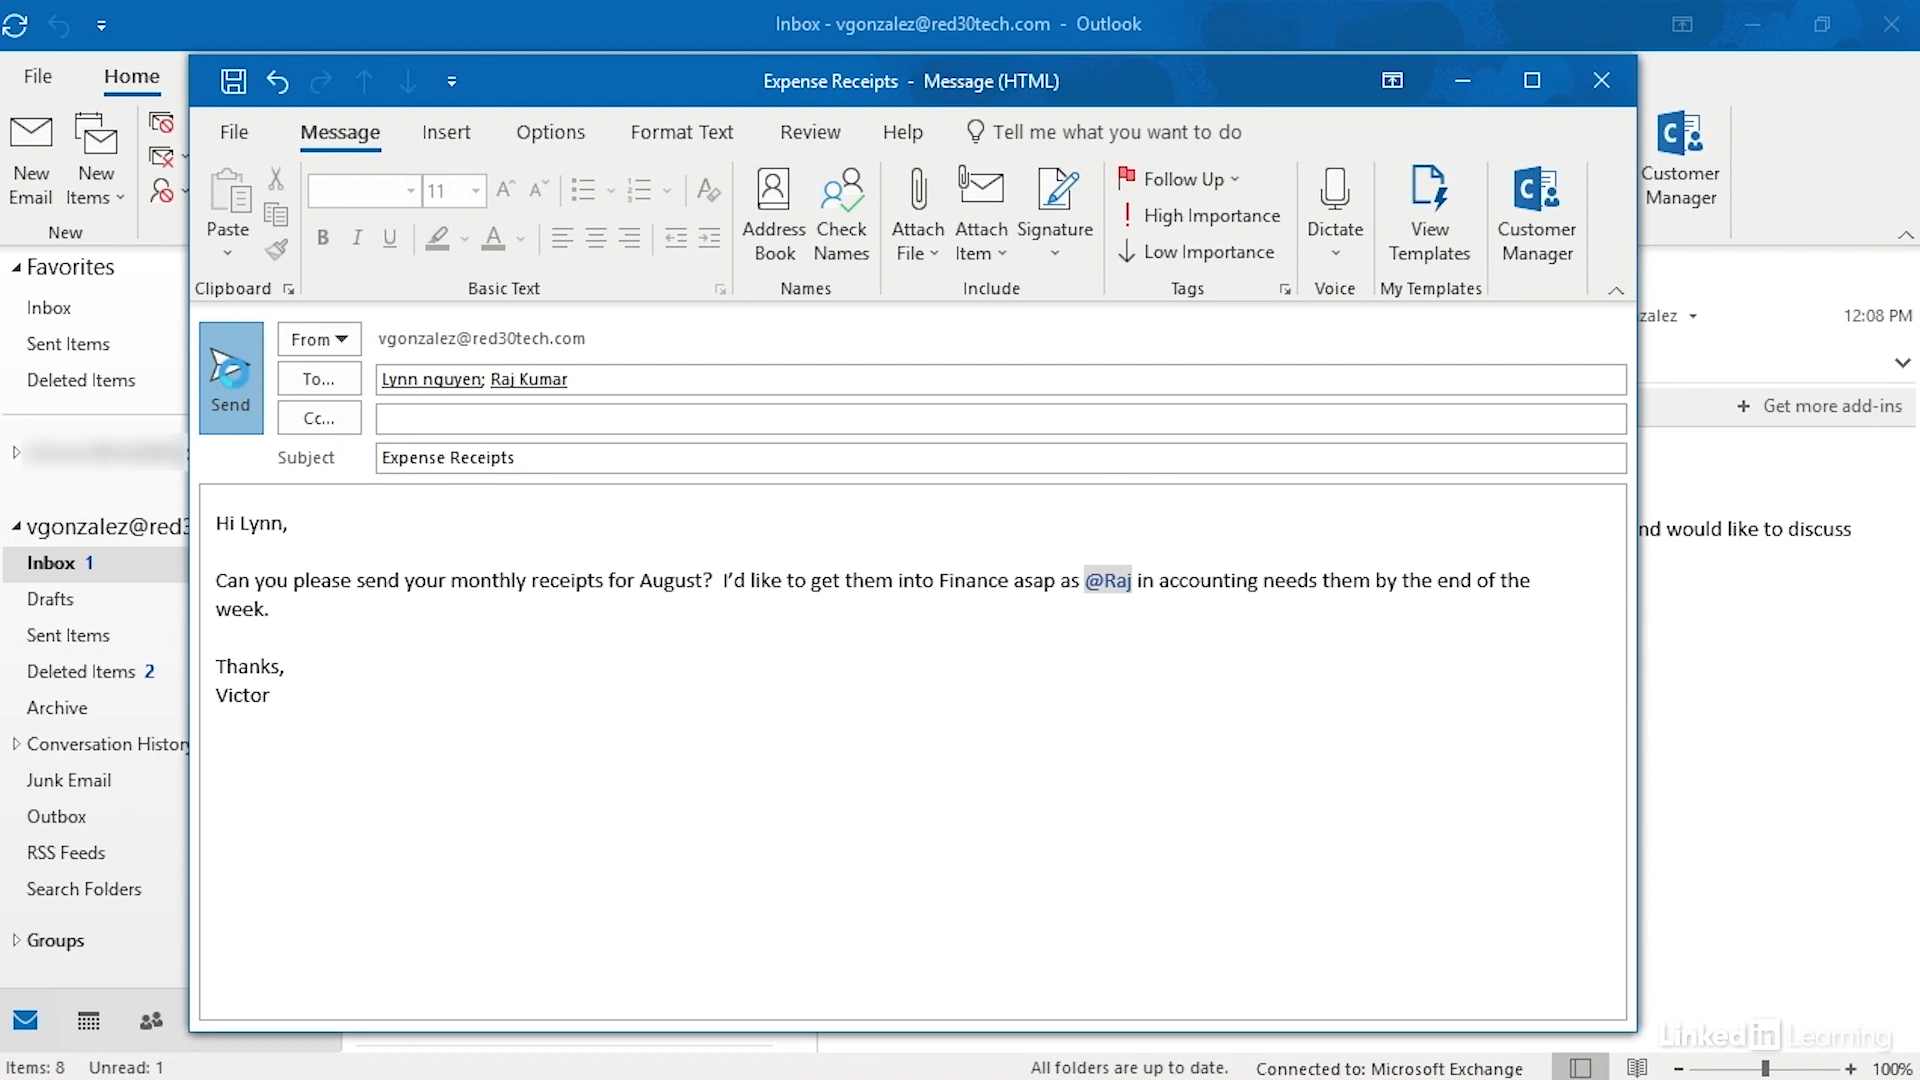 Inbox - vgonzalez@red30tech.com - Outlook
File
Home
Expense Receipts - Message (HTML)
File
Message
Insert
Options
Format Text
Review
Help
Tell me what you want to do
New
Email
New
Items
New
Paste
Clipboard
11
B I U
A
Basic Text
Address
Book
Check
Names
Names
Attach
File
Attach
Item
Signature
Include
Follow Up
High Importance
Low Importance
Tags
Dictate
Voice
View
Templates
My Templates
Customer
Manager
Customer
Manager
Favorites
Inbox
Sent Items
Deleted Items
vgonzalez@red3
Inbox 1
Drafts
Sent Items
Deleted Items 2
Archive
Conversation History
Junk Email
Outbox
RSS Feeds
Search Folders
Groups
Send
From
vgonzalez@red30tech.com
To...
Lynn nguyen; Raj Kumar
Cc...
Subject
Expense Receipts
Hi Lynn,
Can you please send your monthly receipts for August? I'd like to get them into Finance asap as @Raj in accounting needs them by the end of the
week.
Thanks,
Victor
zalez
12:08 PM
+ Get more add-ins
nd would like to discuss
Linked in Learning
Items: 8
Unread: 1
All folders are up to date.
Connected to: Microsoft Exchange
- + 100%